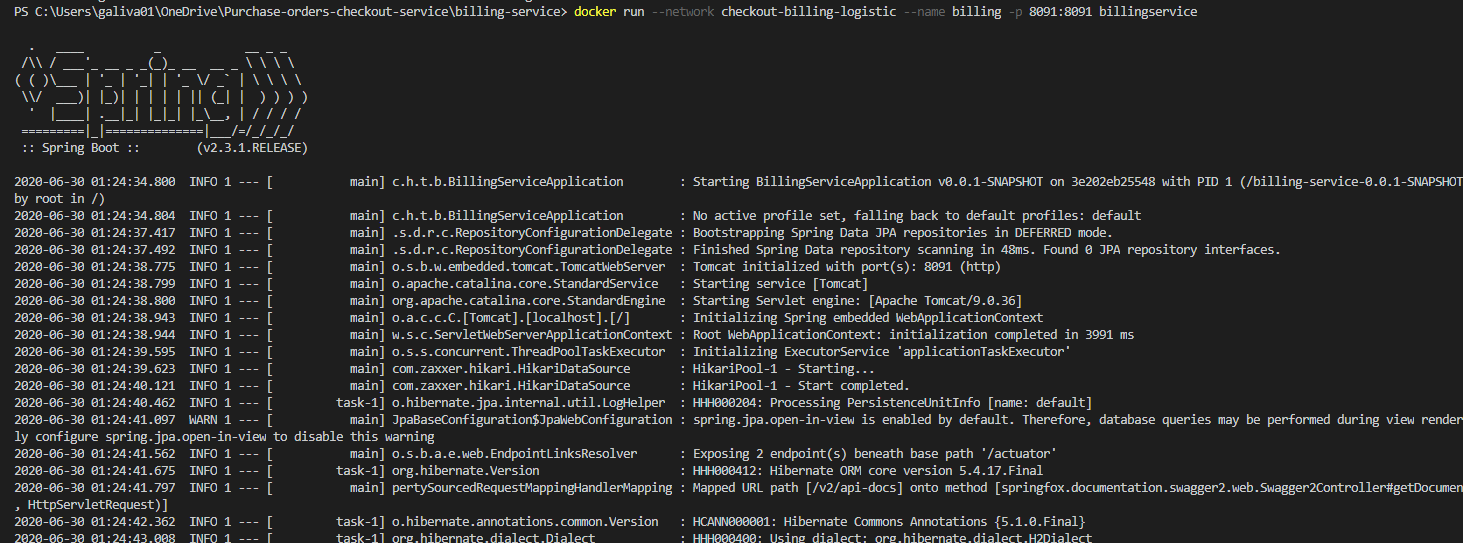 PS C:\Users\galiva01\OneDrive\Purchase-orders-checkout-service\billing-service> docker run --network checkout-billing-logistic --name billing -p 8091:8091 billingservice
  .   ____          _            __ _ _
 /\\ / ___'_ __ _ _(_)_ __  __ _ \ \ \ \
( ( )\___ | '_ | '_| | '_ \/ _` | \ \ \ \
 \\/  ___)| |_)| | | | | || (_| |  ) ) ) )
  '  |____| .__|_| |_|_| |_\__, | / / / /
 =========|_|==============|___/=/_/_/_/
 :: Spring Boot ::        (v2.3.1.RELEASE)
2020-06-30 01:24:34.800  INFO 1 --- [           main] c.h.t.b.BillingServiceApplication        : Starting BillingServiceApplication v0.0.1-SNAPSHOT on 3e202eb25548 with PID 1 (/billing-service-0.0.1-SNAPSHOT
by root in /)
2020-06-30 01:24:34.804  INFO 1 --- [           main] c.h.t.b.BillingServiceApplication        : No active profile set, falling back to default profiles: default
2020-06-30 01:24:37.417  INFO 1 --- [           main] .s.d.r.c.RepositoryConfigurationDelegate : Bootstrapping Spring Data JPA repositories in DEFERRED mode.
2020-06-30 01:24:37.492  INFO 1 --- [           main] .s.d.r.c.RepositoryConfigurationDelegate : Finished Spring Data repository scanning in 48ms. Found 0 JPA repository interfaces.
2020-06-30 01:24:38.775  INFO 1 --- [           main] o.s.b.w.embedded.tomcat.TomcatWebServer  : Tomcat initialized with port(s): 8091 (http)
2020-06-30 01:24:38.799  INFO 1 --- [           main] o.apache.catalina.core.StandardService   : Starting service [Tomcat]
2020-06-30 01:24:38.800  INFO 1 --- [           main] org.apache.catalina.core.StandardEngine  : Starting Servlet engine: [Apache Tomcat/9.0.36]
2020-06-30 01:24:38.943  INFO 1 --- [           main] o.a.c.c.C.[Tomcat].[localhost].[/]       : Initializing Spring embedded WebApplicationContext
2020-06-30 01:24:38.944  INFO 1 --- [           main] w.s.c.ServletWebServerApplicationContext : Root WebApplicationContext: initialization completed in 3991 ms
2020-06-30 01:24:39.595  INFO 1 --- [           main] o.s.s.concurrent.ThreadPoolTaskExecutor  : Initializing ExecutorService 'applicationTaskExecutor'
2020-06-30 01:24:39.623  INFO 1 --- [           main] com.zaxxer.hikari.HikariDataSource       : HikariPool-1 - Starting...
2020-06-30 01:24:40.121  INFO 1 --- [           main] com.zaxxer.hikari.HikariDataSource       : HikariPool-1 - Start completed.
2020-06-30 01:24:40.462  INFO 1 --- [         task-1] o.hibernate.jpa.internal.util.LogHelper  : HHH000204: Processing PersistenceUnitInfo [name: default]
2020-06-30 01:24:41.097  WARN 1 --- [           main] JpaBaseConfiguration$JpaWebConfiguration : spring.jpa.open-in-view is enabled by default. Therefore, database queries may be performed during view render
ly configure spring.jpa.open-in-view to disable this warning
2020-06-30 01:24:41.562  INFO 1 --- [           main] o.s.b.a.e.web.EndpointLinksResolver      : Exposing 2 endpoint(s) beneath base path '/actuator'
2020-06-30 01:24:41.675  INFO 1 --- [         task-1] org.hibernate.Version                    : HHH000412: Hibernate ORM core version 5.4.17.Final
2020-06-30 01:24:41.797  INFO 1 --- [           main] pertySourcedRequestMappingHandlerMapping : Mapped URL path [/v2/api-docs] onto method [springfox.documentation.swagger2.web.Swagger2Controller#getDocumen
, HttpServletRequest)]
2020-06-30 01:24:42.362  INFO 1 --- [         task-1] o.hibernate.annotations.common.Version   : HCANN000001: Hibernate Commons Annotations {5.1.0.Final}
2020-06-30 01:24:43.008  INFO 1 --- [         task-1] org.hibernate.dialect.Dialect            : HHH000400: Using dialect: org.hibernate.dialect.H2Dialect